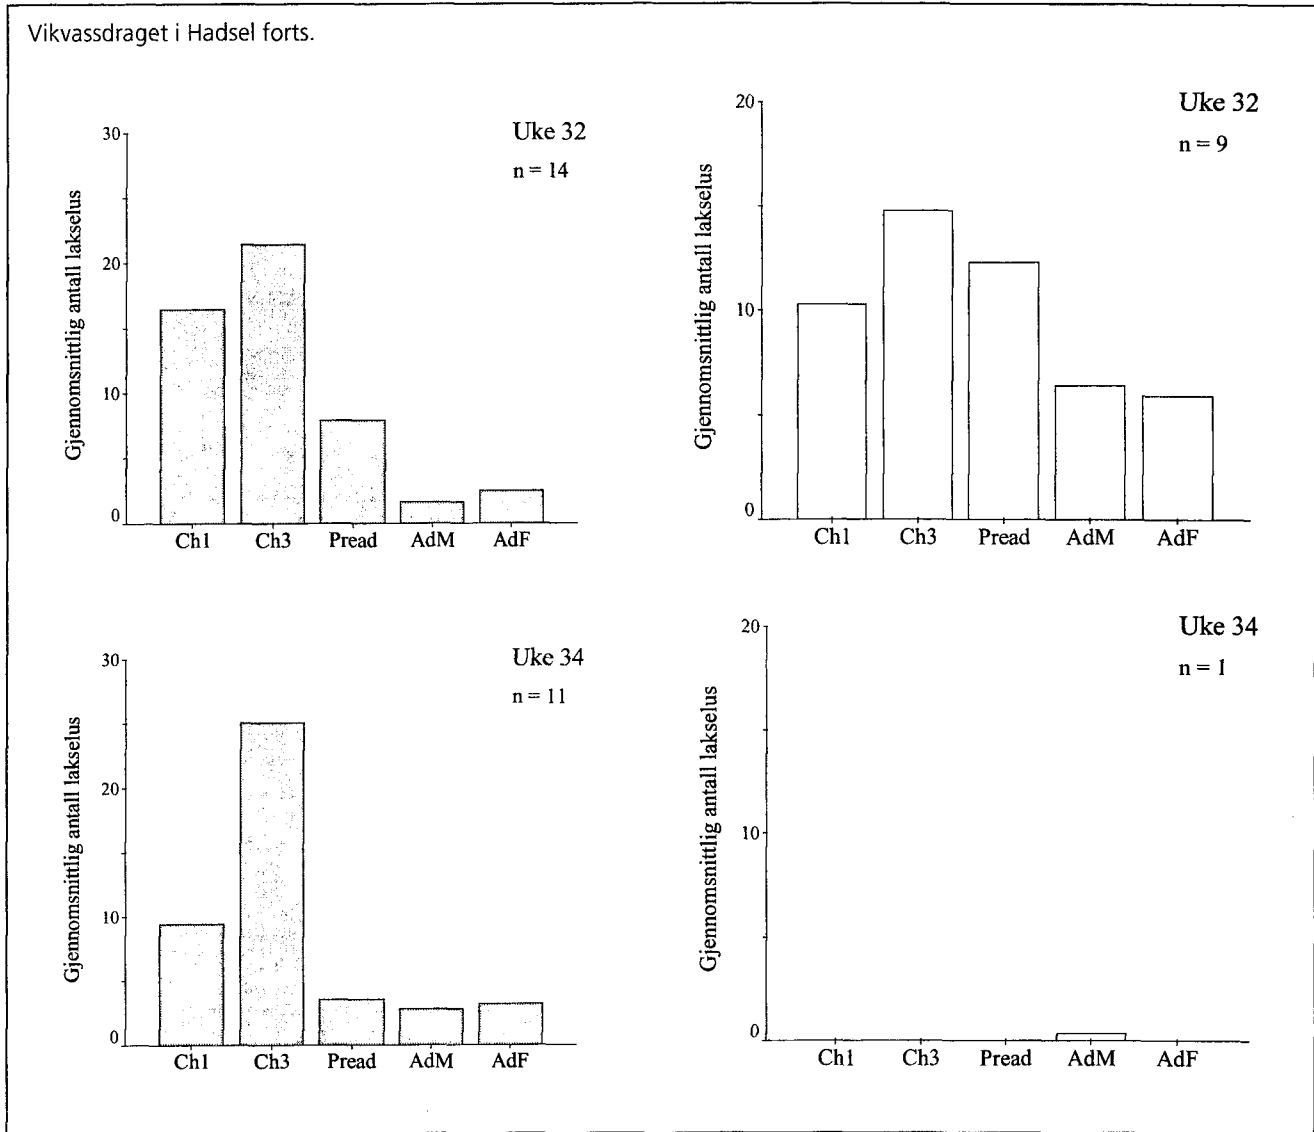 Vikvassdraget i Hadsel forts.
Uke 32
n = 14
Gjennomsnittlig antall lakselus
30
20
10
0
Ch1 Ch3 Pread AdM AdF
Uke 32
n = 9
Gjennomsnittlig antall lakselus
20
10
0
Ch1 Ch3 Pread AdM AdF
Uke 34
n = 11
Gjennomsnittlig antall lakselus
30
20
10
0
Ch1 Ch3 Pread AdM AdF
Uke 34
n = 1
Gjennomsnittlig antall lakselus
20
10
0
Ch1 Ch3 Pread AdM AdF